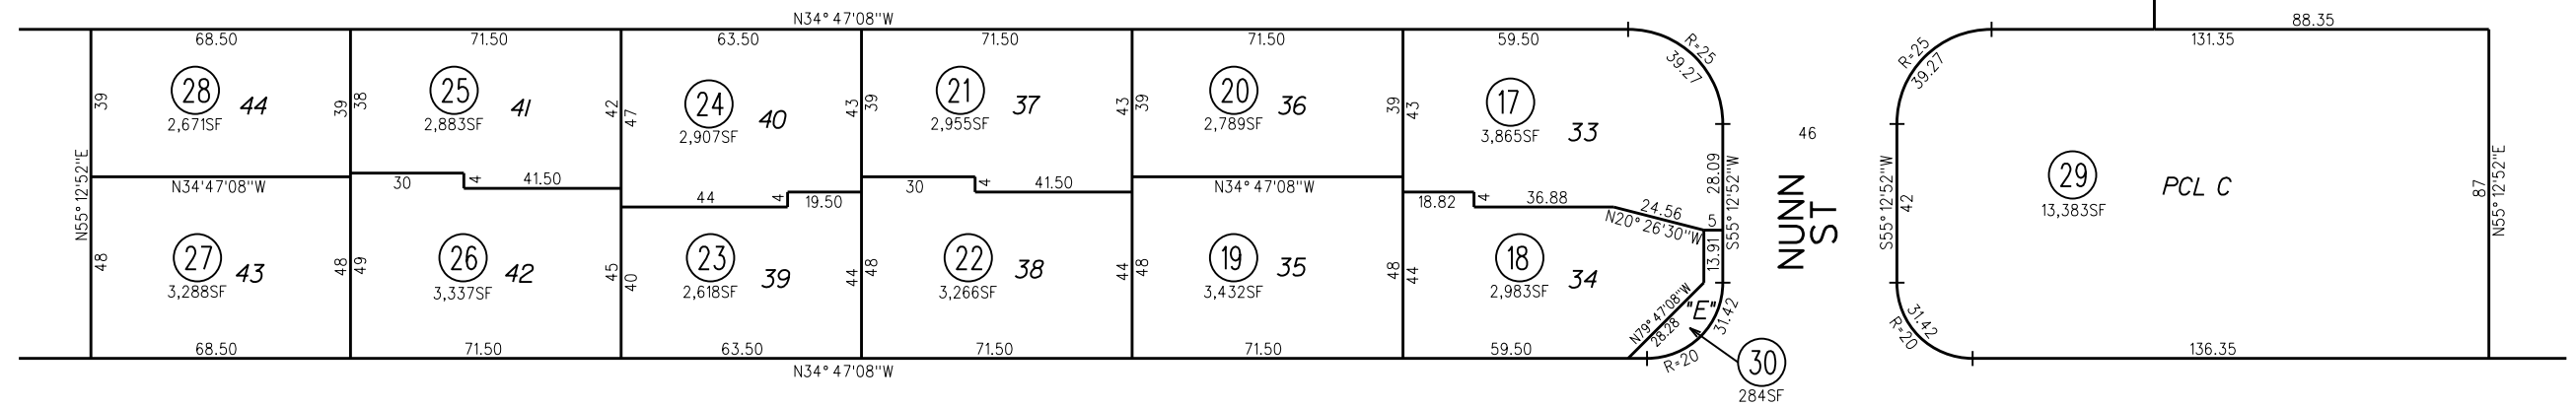 N34° 47'08"W
88.35
68.50
71.50
63.50
71.50
71.50
59.50
R=25
39.27
R=25
39.27
131.35
39
28
44
2,671SF
39
38
25
41
2,883SF
42
47
24
40
2,907SF
43
39
21
37
2,955SF
43
39
20
36
2,789SF
39
43
17
33
3,865SF
28.09
S55° 12'52"W
46
NUNN
ST
S55° 12'52"W
42
29
PCL C
13,383SF
87
N55° 12'52"E
N55° 12'52"E
N34'47'08"W
30
4
41.50
44
4
19.50
30
4
41.50
N34° 47'08"W
18.82
4
36.88
24.56
N20° 26'30"W
5
13.91
48
27
43
3,288SF
48
49
26
42
3,337SF
45
40
23
39
2,618SF
44
48
22
38
3,266SF
44
48
19
35
3,432SF
48
44
18
34
2,983SF
N79° 47'08"W
28.28
"E"
31.42
R=20
31.42
R=20
68.50
71.50
63.50
71.50
71.50
59.50
136.35
N34° 47'08"W
30
284SF